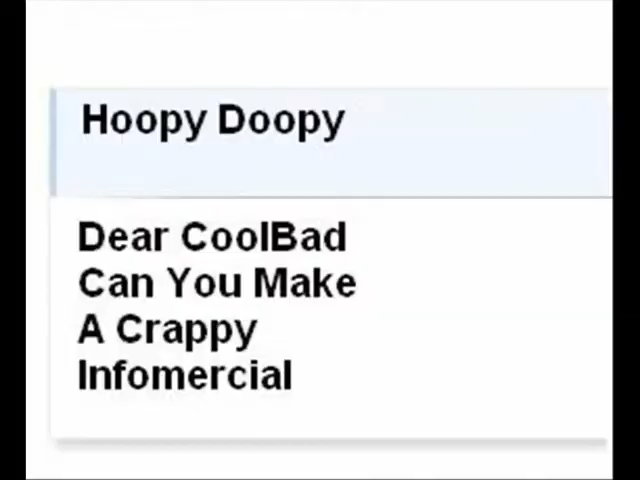 Hoopy Doopy
Dear CoolBad
Can You Make
A Crappy
Infomercial